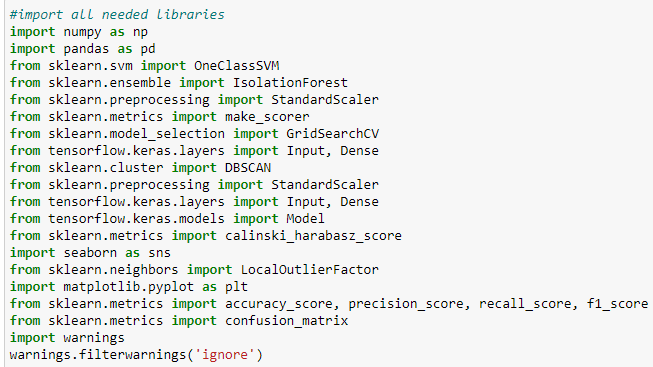 #import all needed libraries
import numpy as np
import pandas as pd
from sklearn.svm import OneClassSVM
from sklearn.ensemble import IsolationForest
from sklearn.preprocessing import StandardScaler
from sklearn.metrics import make_scorer
from sklearn.model_selection import GridSearchCV
from tensorflow.keras.layers import Input, Dense
from sklearn.cluster import DBSCAN
from sklearn.preprocessing import StandardScaler
from tensorflow.keras.layers import Input, Dense
from tensorflow.keras.models import Model
from sklearn.metrics import calinski_harabasz_score
import seaborn as sns
from sklearn.neighbors import LocalOutlierFactor
import matplotlib.pyplot as plt
from sklearn.metrics import accuracy_score, precision_score, recall_score, f1_score
from sklearn.metrics import confusion_matrix
import warnings
warnings.filterwarnings('ignore')